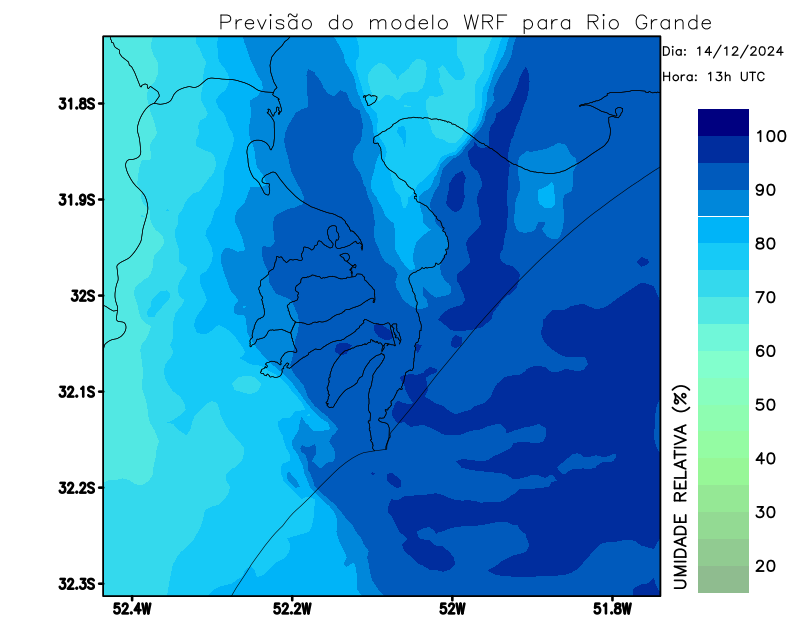 Previsão do modelo WRF para Rio Grande
Dia: 14/12/2024
Hora: 13h UTC
31.8S
31.9S
32S
32.1S
32.2S
32.3S
52.4W
52.2W
52W
51.8W
100
90
80
70
60
50
40
30
20
UMIDADE RELATIVA (%)